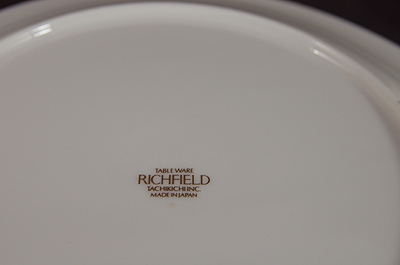 TABLE WARE
RICHFIELD
TACHIKICHI INC.
MADE IN JAPAN